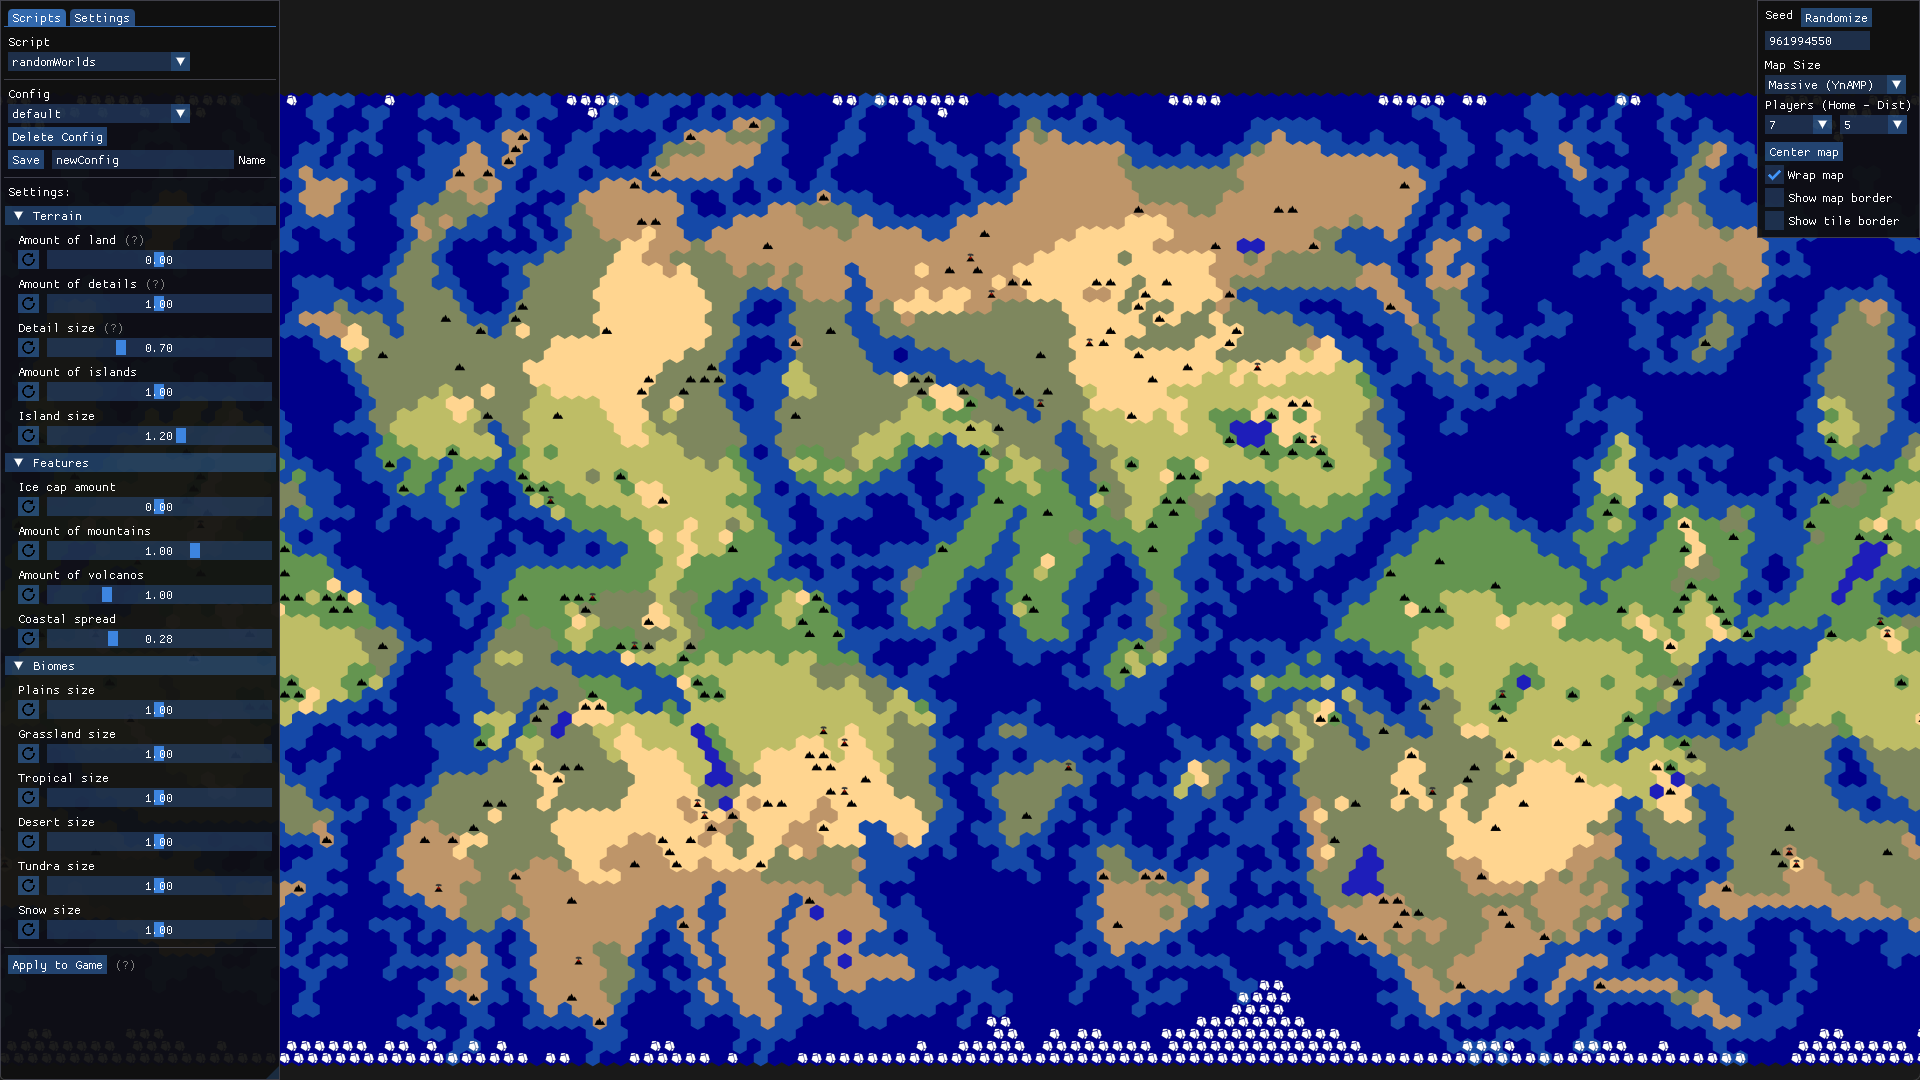 Scripts Settings
Script
randomWorlds
Config
default
Delete Config
Save newConfig Name
Settings:
Terrain
Amount of land (?)
0.00
Amount of details (?)
1.00
Detail size (?)
0.70
Amount of islands
1.00
Island size
1.20
Features
Ice cap amount
0.00
Amount of mountains
1.00
Amount of volcanos
1.00
Coastal spread
0.28
Biomes
Plains size
1.00
Grassland size
1.00
Tropical size
1.00
Desert size
1.00
Tundra size
1.00
Snow size
1.00
Apply to Game (?)
Seed Randomize
961994550
Map Size
Massive (YnAMP)
Players (Home - Dist)
7 5
Center map
Wrap map
Show map border
Show tile border